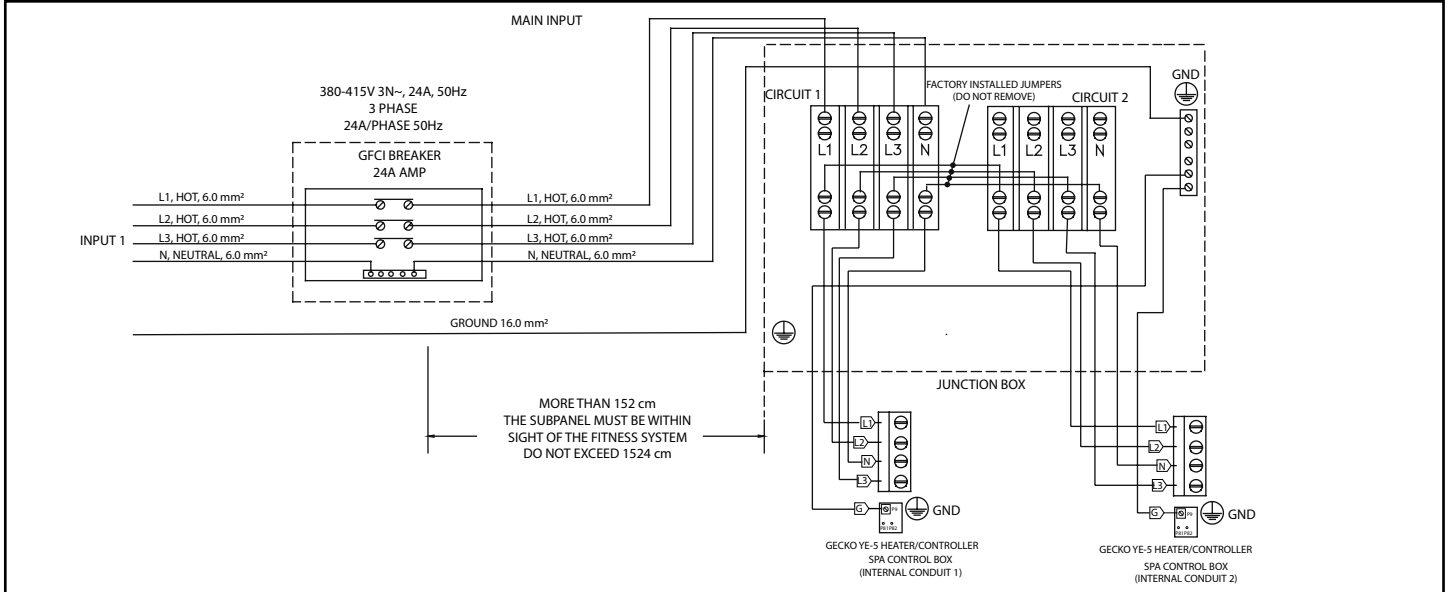 MAIN INPUT
380-415V 3N~, 24A, 50Hz
3 PHASE
24A/PHASE 50Hz
GFCI BREAKER
24A AMP
INPUT 1
L1, HOT, 6.0 mm²
L2, HOT, 6.0 mm²
L3, HOT, 6.0 mm²
N, NEUTRAL, 6.0 mm²
L1, HOT, 6.0 mm²
L2, HOT, 6.0 mm²
L3, HOT, 6.0 mm²
N, NEUTRAL, 6.0 mm²
GROUND 16.0 mm²
MORE THAN 152 cm
THE SUBPANEL MUST BE WITHIN
SIGHT OF THE FITNESS SYSTEM
DO NOT EXCEED 1524 cm
CIRCUIT 1
FACTORY INSTALLED JUMPERS
(DO NOT REMOVE)
CIRCUIT 2
GND
L1 L2 L3 N
L1 L2 L3 N
JUNCTION BOX
L1
L2
N
L3
G
P9
P81 P82
GND
GECKO YE-5 HEATER/CONTROLLER
SPA CONTROL BOX
(INTERNAL CONDUIT 1)
L1
L2
N
L3
G
P9
P81 P82
GND
GECKO YE-5 HEATER/CONTROLLER
SPA CONTROL BOX
(INTERNAL CONDUIT 2)